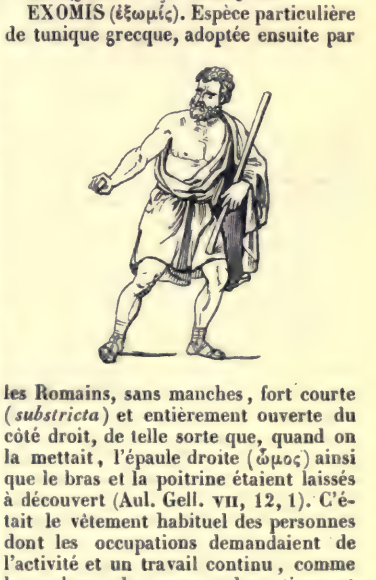 EXOMIS (ἐξωμίς). Espèce particulière
de tunique grecque, adoptée ensuite par
les Romains, sans manches, fort courte
(substricta) et entièrement ouverte du
côté droit, de telle sorte que, quand on
la mettait, l'épaule droite (ὦμος) ainsi
que le bras et la poitrine étaient laissés
à découvert (Aul. Gell. VII, 12, 1). C'é-
tait le vêtement habituel des personnes
dont les occupations demandaient de
l'activité et un travail continu, comme